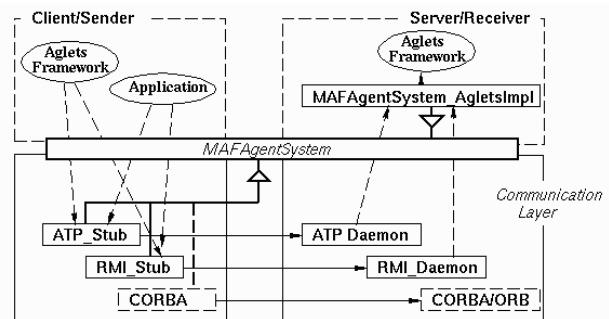 Client/Sender
Server/Receiver
Aglets
Framework
Application
Aglets
Framework
MAFAgentSystem_AgletsImpl
MAFAgentSystem
Communication
Layer
ATP_Stub
ATP Daemon
RMI_Stub
RMI_Daemon
CORBA
CORBA/ORB